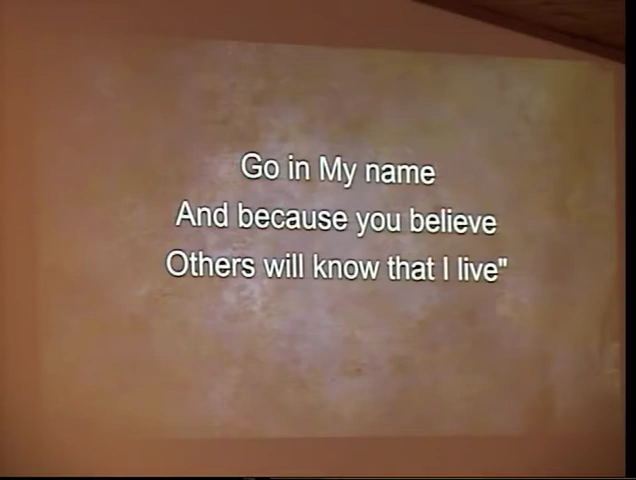 Go in My name
And because you believe
Others will know that I live"